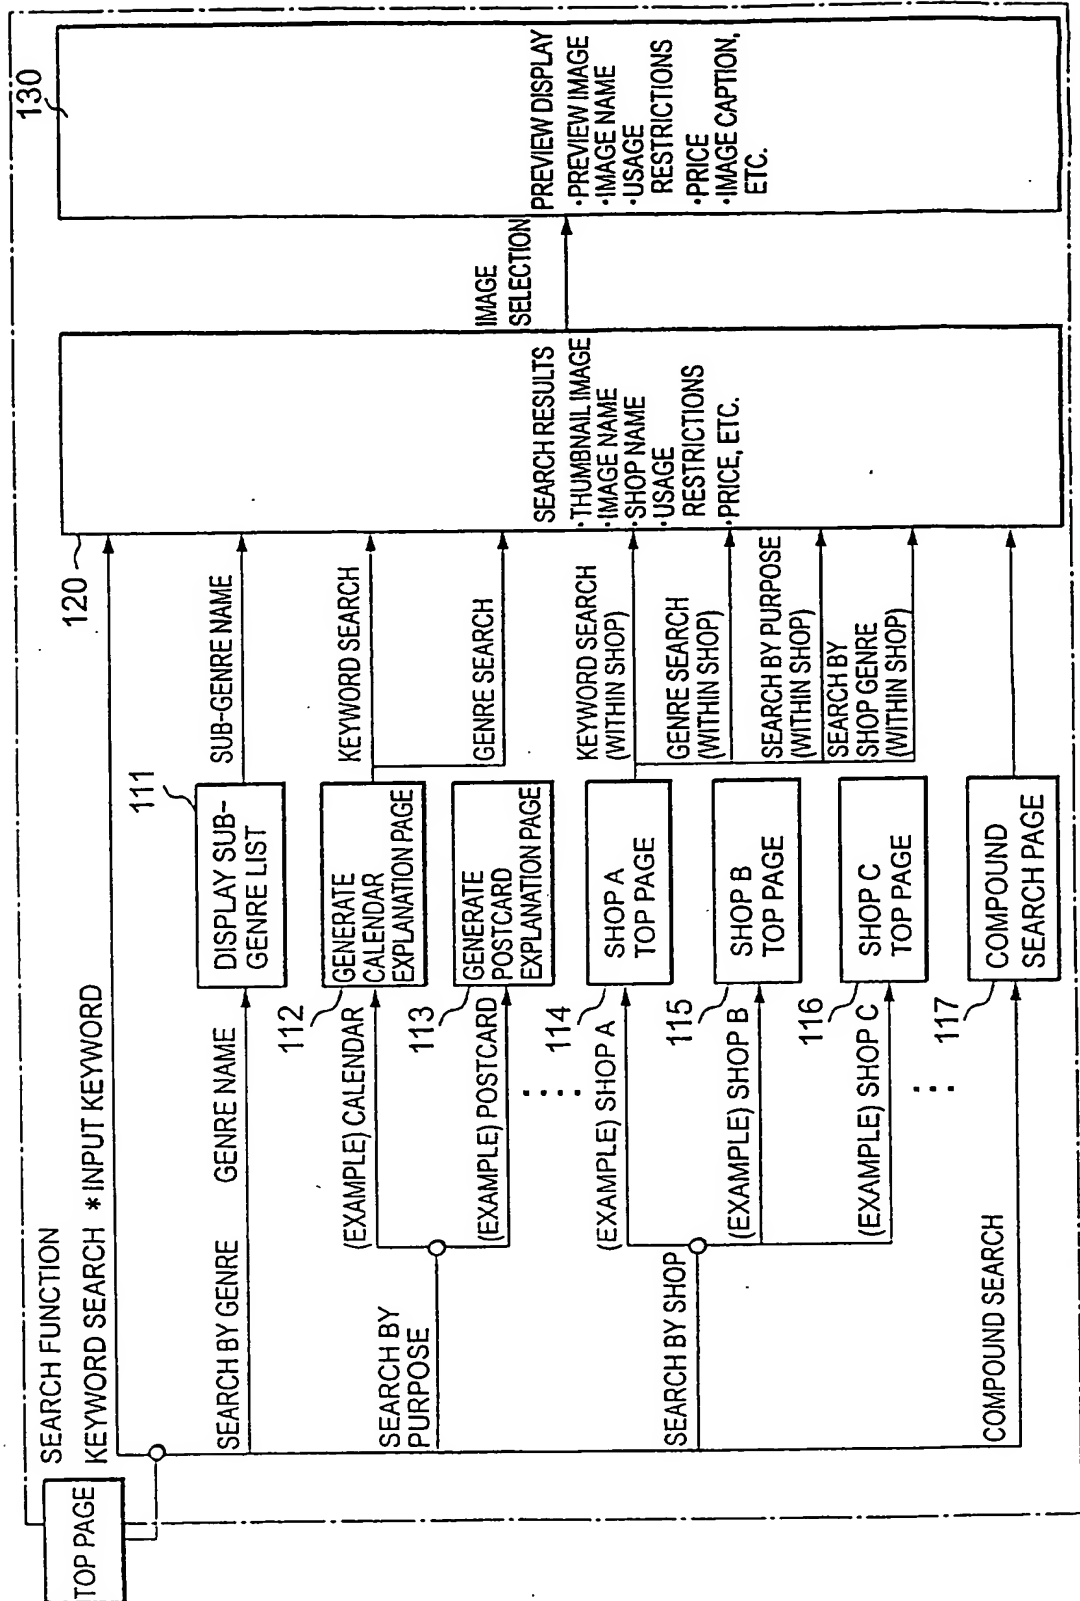 TOP PAGE
SEARCH FUNCTION
KEYWORD SEARCH * INPUT KEYWORD
SEARCH BY GENRE
GENRE NAME
111
DISPLAY SUB-
GENRE LIST
SUB-GENRE NAME
SEARCH BY
PURPOSE
(EXAMPLE) CALENDAR
112
GENERATE
CALENDAR
EXPLANATION PAGE
KEYWORD SEARCH
GENRE SEARCH
(EXAMPLE) POSTCARD
113
GENERATE
POSTCARD
EXPLANATION PAGE
SEARCH BY SHOP
(EXAMPLE) SHOP A
114
SHOP A
TOP PAGE
KEYWORD SEARCH
(WITHIN SHOP)
GENRE SEARCH
(WITHIN SHOP)
SEARCH BY PURPOSE
(WITHIN SHOP)
SEARCH BY
SHOP GENRE
(WITHIN SHOP)
(EXAMPLE) SHOP B
115
SHOP B
TOP PAGE
(EXAMPLE) SHOP C
116
SHOP C
TOP PAGE
COMPOUND SEARCH
117
COMPOUND
SEARCH PAGE
120
SEARCH RESULTS
·THUMBNAIL IMAGE
·IMAGE NAME
·SHOP NAME
·USAGE
RESTRICTIONS
·PRICE, ETC.
IMAGE
SELECTION
130
PREVIEW DISPLAY
·PREVIEW IMAGE
·IMAGE NAME
·USAGE
RESTRICTIONS
·PRICE
·IMAGE CAPTION,
ETC.